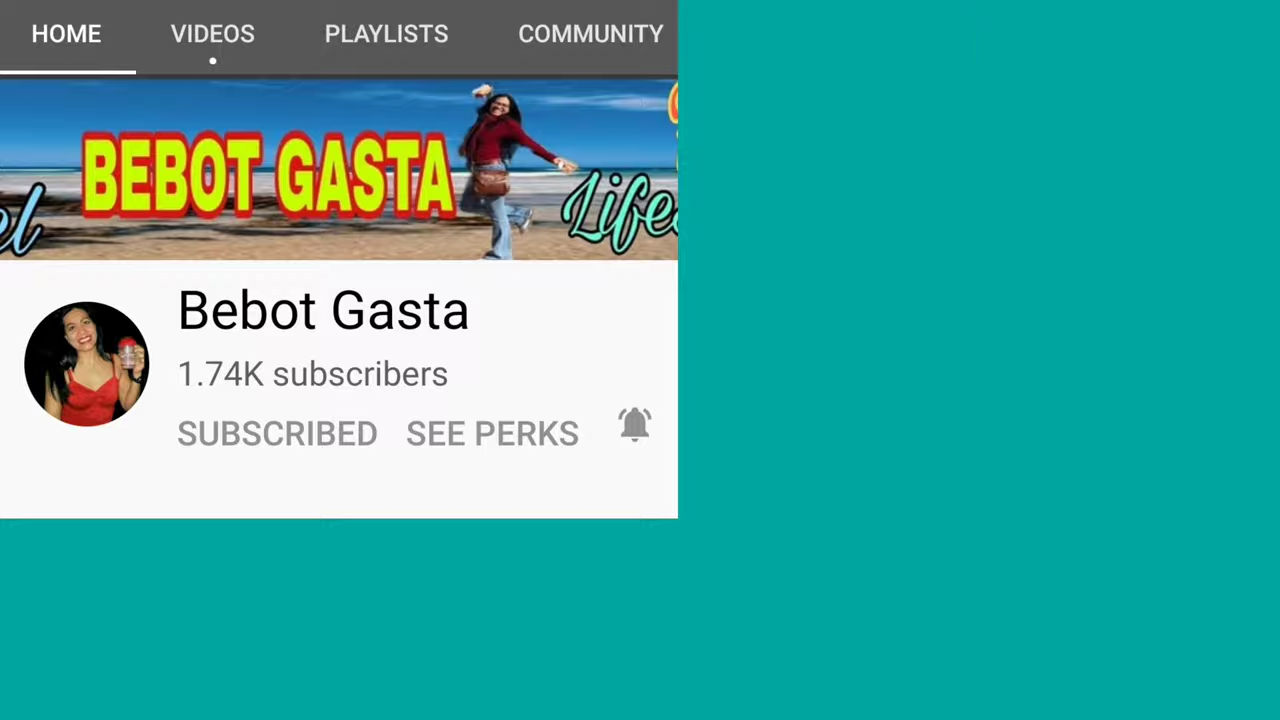 HOME VIDEOS PLAYLISTS COMMUNITY
BEBOT GASTA
Bebot Gasta
1.74K subscribers
SUBSCRIBED SEE PERKS